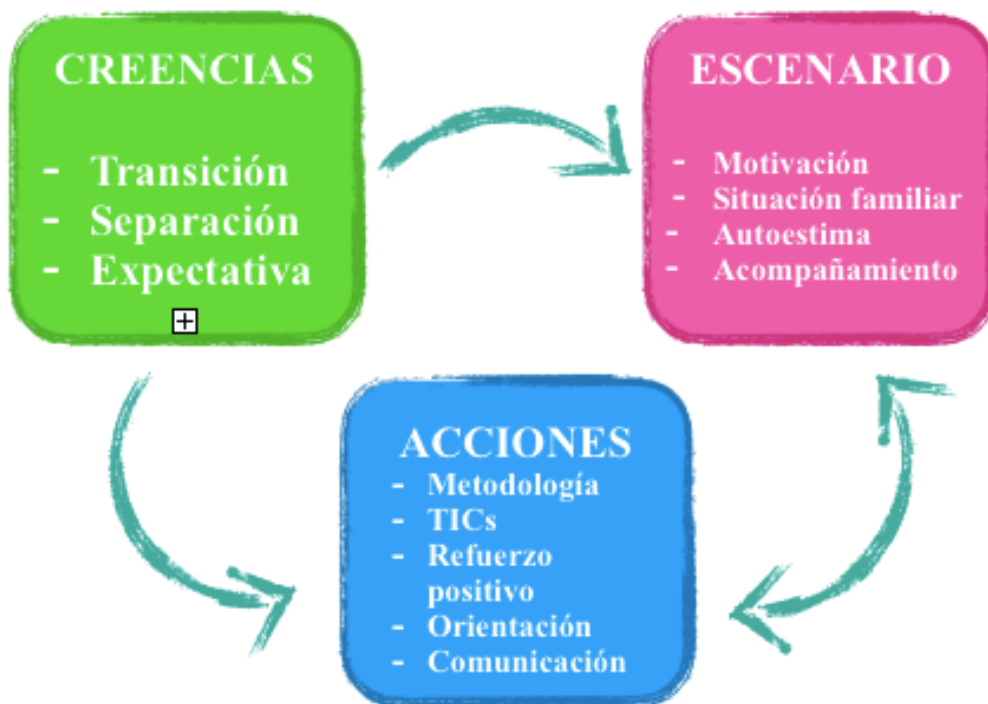 CREENCIAS
- Transición
- Separación
- Expectativa
ESCENARIO
- Motivación
- Situación familiar
- Autoestima
- Acompañamiento
ACCIONES
- Metodología
- TICs
- Refuerzo
positivo
- Orientación
- Comunicación